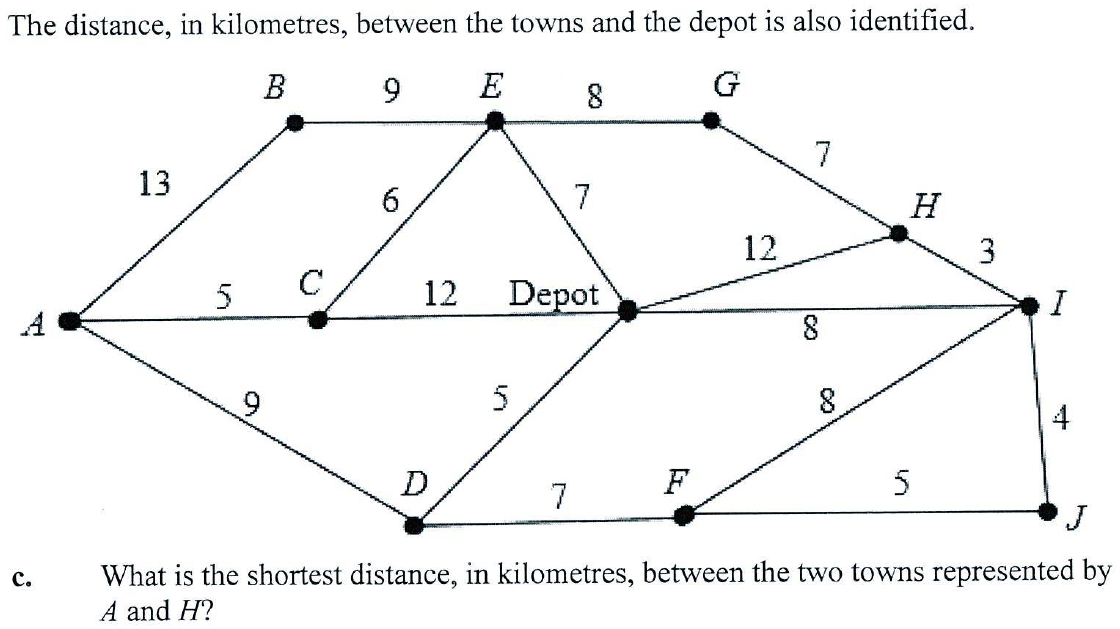 The distance, in kilometres, between the towns and the depot is also identified.
B 9 E 8 G
13 6 7 7 H
12 3
A 5 C 12 Depot I
8
9 5 8 4
D 7 F 5 J
c. What is the shortest distance, in kilometres, between the two towns represented by
A and H?